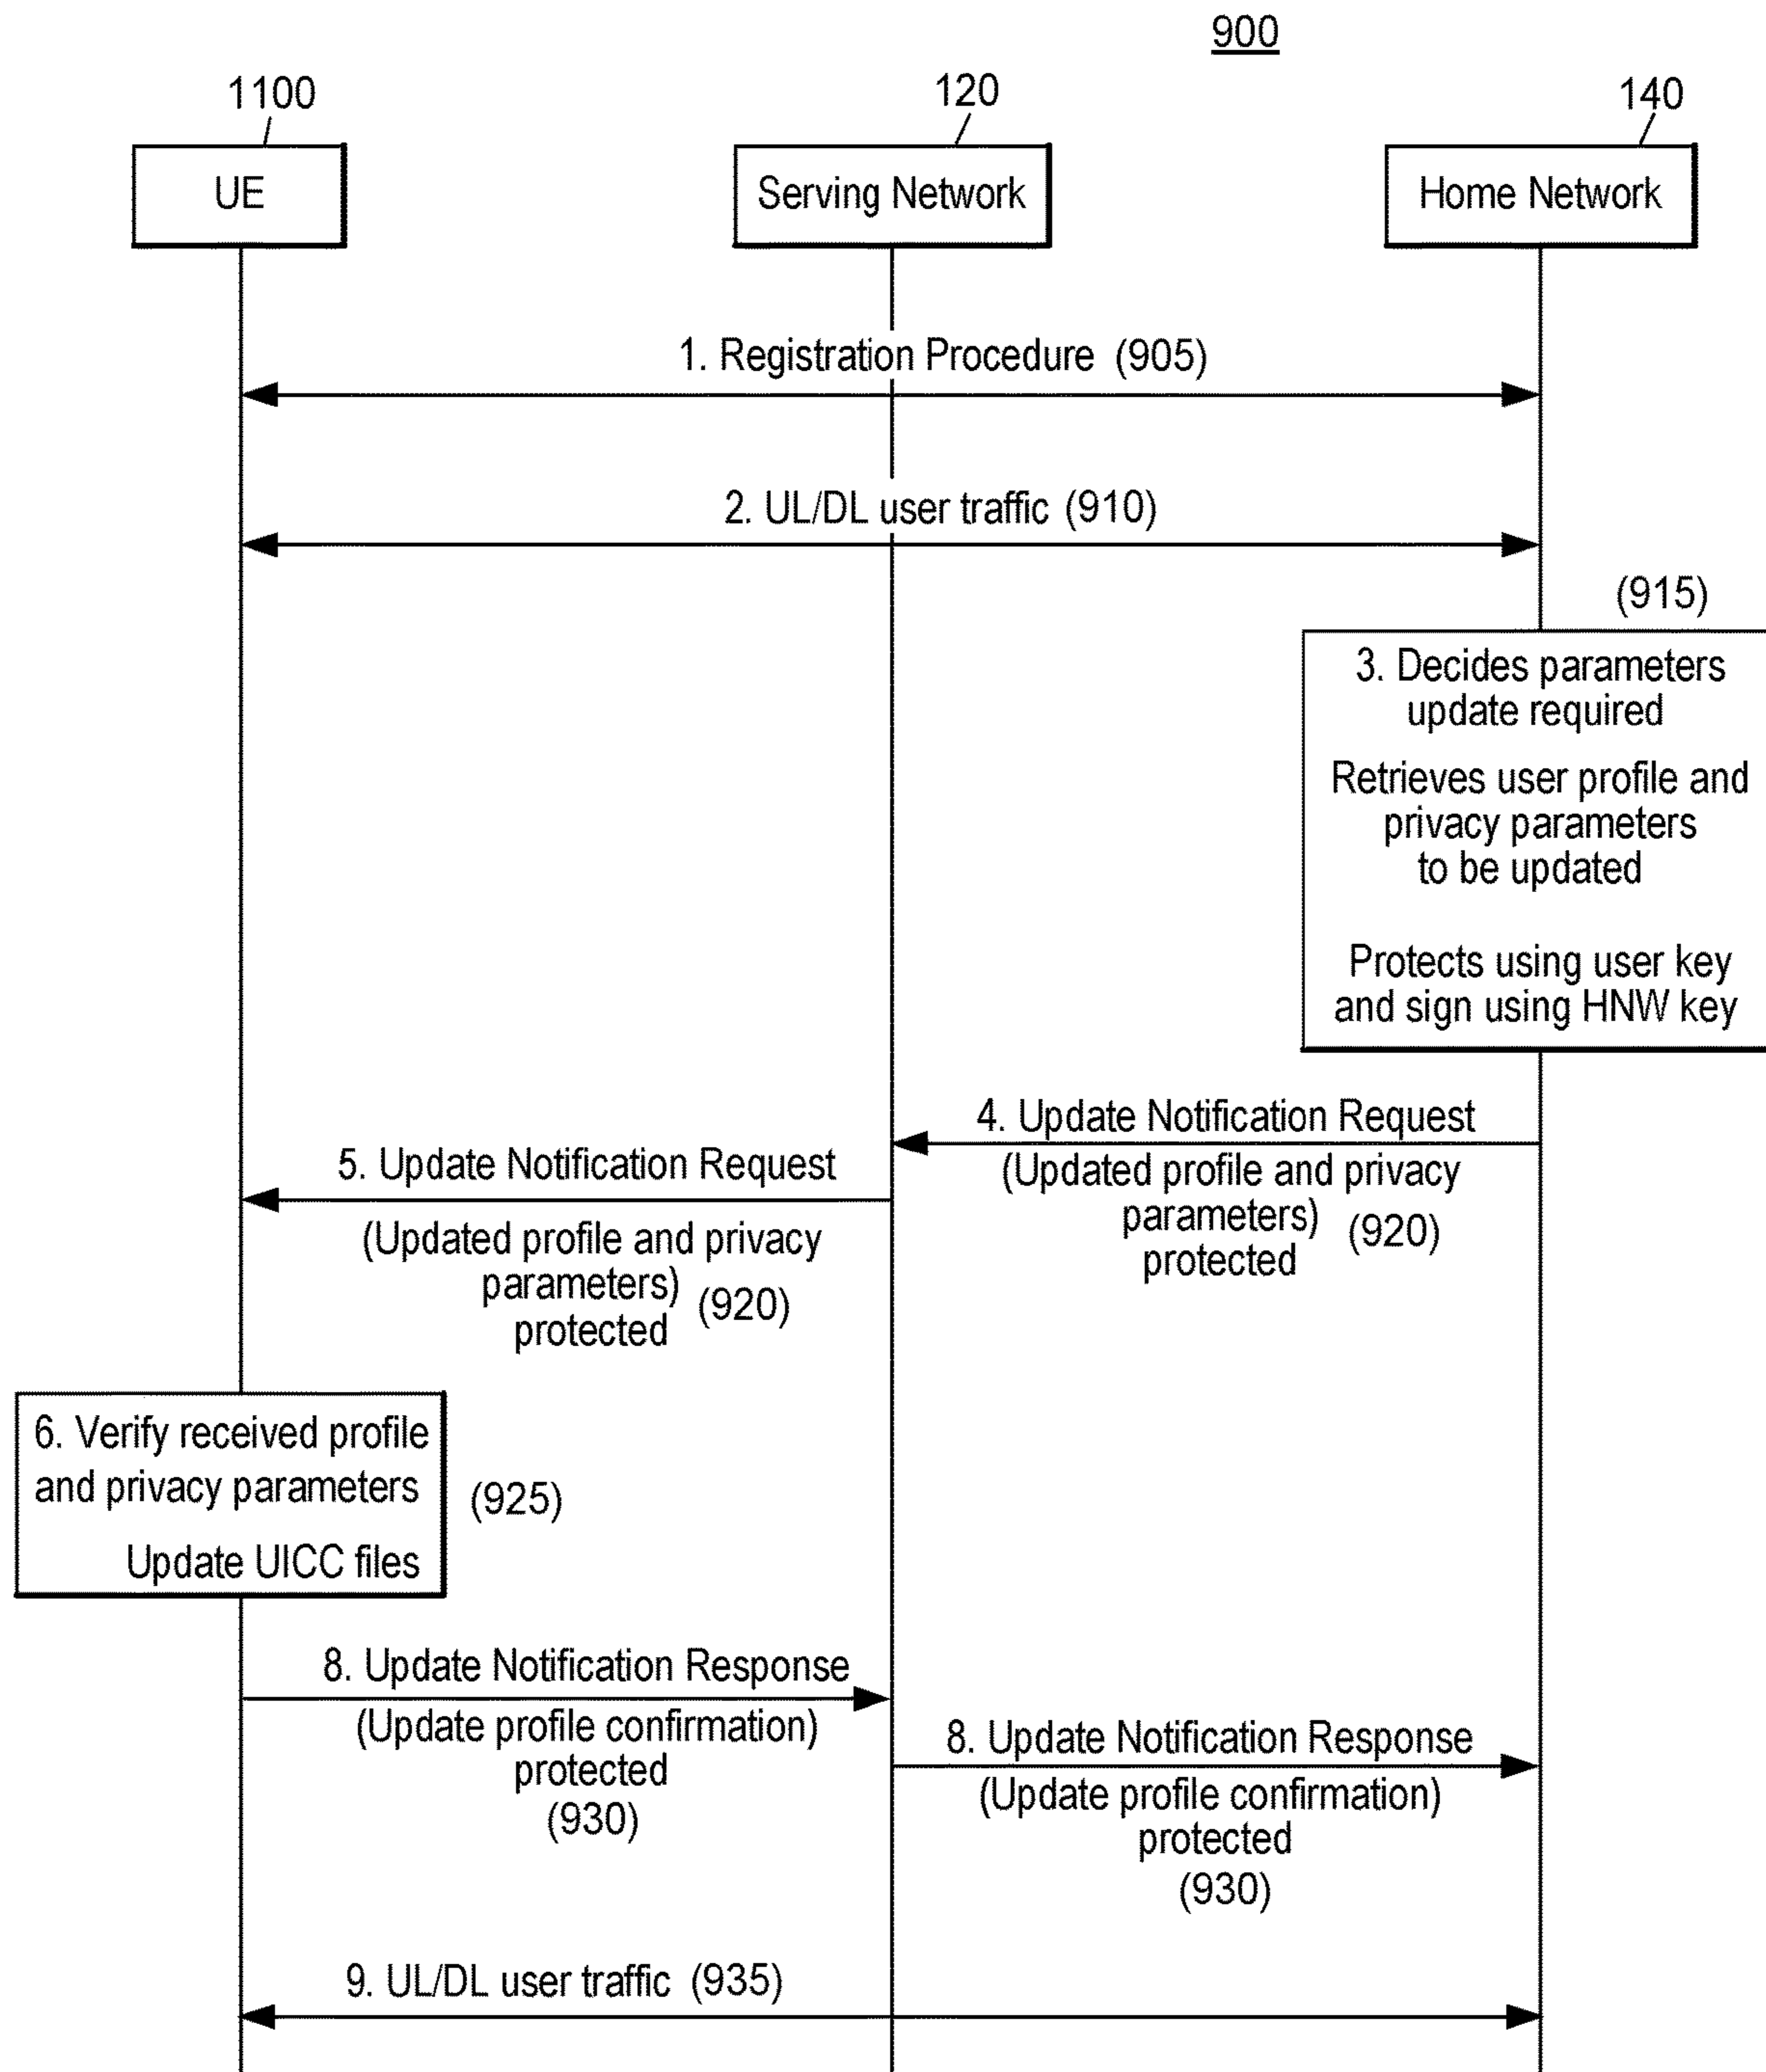 900
1100
120
140
UE
Serving Network
Home Network
1. Registration Procedure (905)
2. UL/DL user traffic (910)
(915)
3. Decides parameters
update required
Retrieves user profile and
privacy parameters
to be updated
Protects using user key
and sign using HNW key
4. Update Notification Request
(Updated profile and privacy
parameters) (920)
protected
5. Update Notification Request
(Updated profile and privacy
parameters) (920)
protected
6. Verify received profile
and privacy parameters
Update UICC files
(925)
8. Update Notification Response
(Update profile confirmation)
protected
(930)
8. Update Notification Response
(Update profile confirmation)
protected
(930)
9. UL/DL user traffic (935)